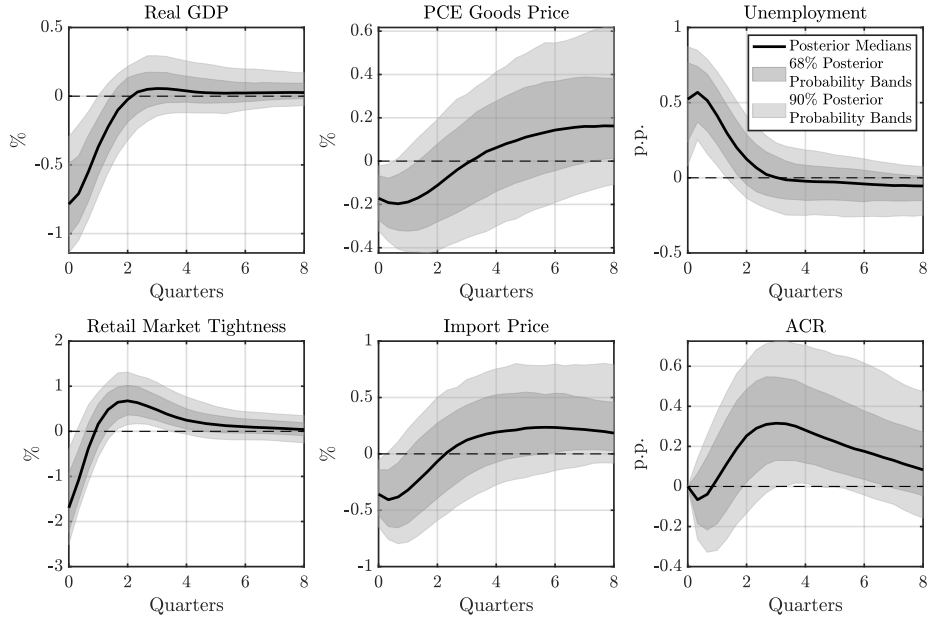 Real GDP
0.5
0
-0.5
-1
%
0 2 4 6 8
Quarters
PCE Goods Price
0.6
0.4
0.2
0
-0.2
-0.4
%
0 2 4 6 8
Quarters
Unemployment
1
0.5
0
-0.5
p.p.
Posterior Medians
68% Posterior
Probability Bands
90% Posterior
Probability Bands
0 2 4 6 8
Quarters
Retail Market Tightness
2
1
0
-1
-2
-3
%
0 2 4 6 8
Quarters
Import Price
1
0.5
0
-0.5
-1
%
0 2 4 6 8
Quarters
ACR
0.6
0.4
0.2
0
-0.2
-0.4
p.p.
0 2 4 6 8
Quarters